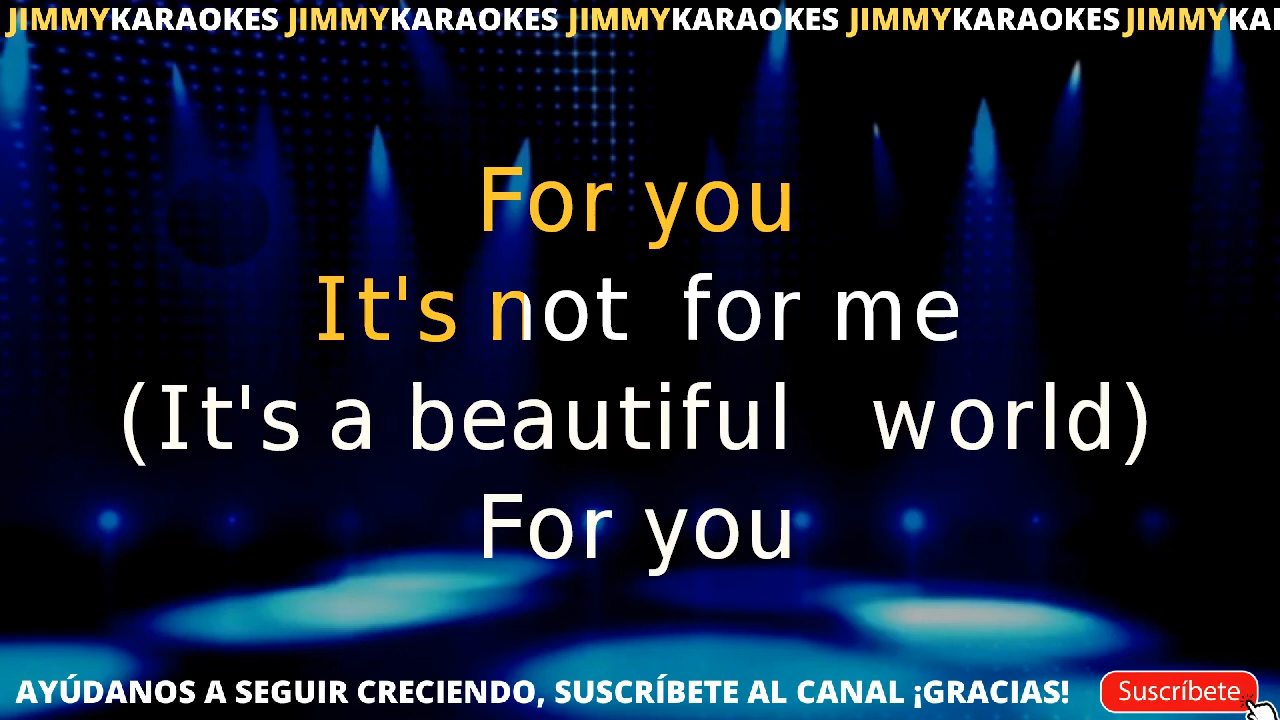 JIMMYKARAOKES JIMMYKARAOKES JIMMYKARAOKES JIMMYKARAOKES JIMMYKA
For you
It's not for me
(It's a beautiful world)
For you
AYÚDANOS A SEGUIR CRECIENDO, SUSCRÍBETE AL CANAL ¡GRACIAS! Suscríbete